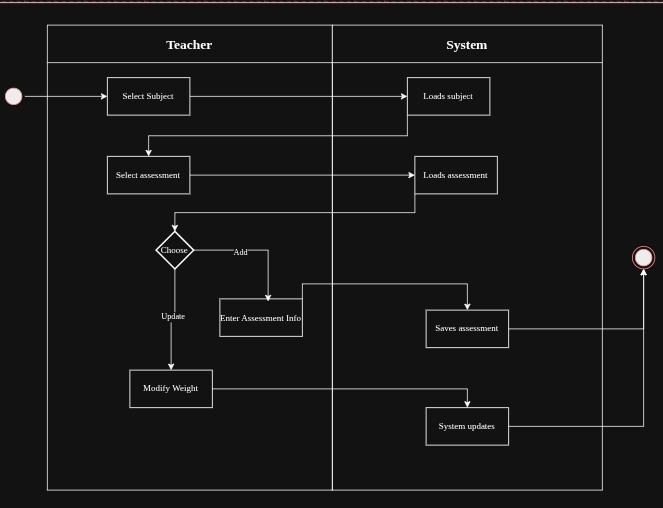 Teacher
System
Select Subject
Loads subject
Select assessment
Loads assessment
Choose
Add
Enter Assessment Info
Saves assessment
Update
Modify Weight
System updates